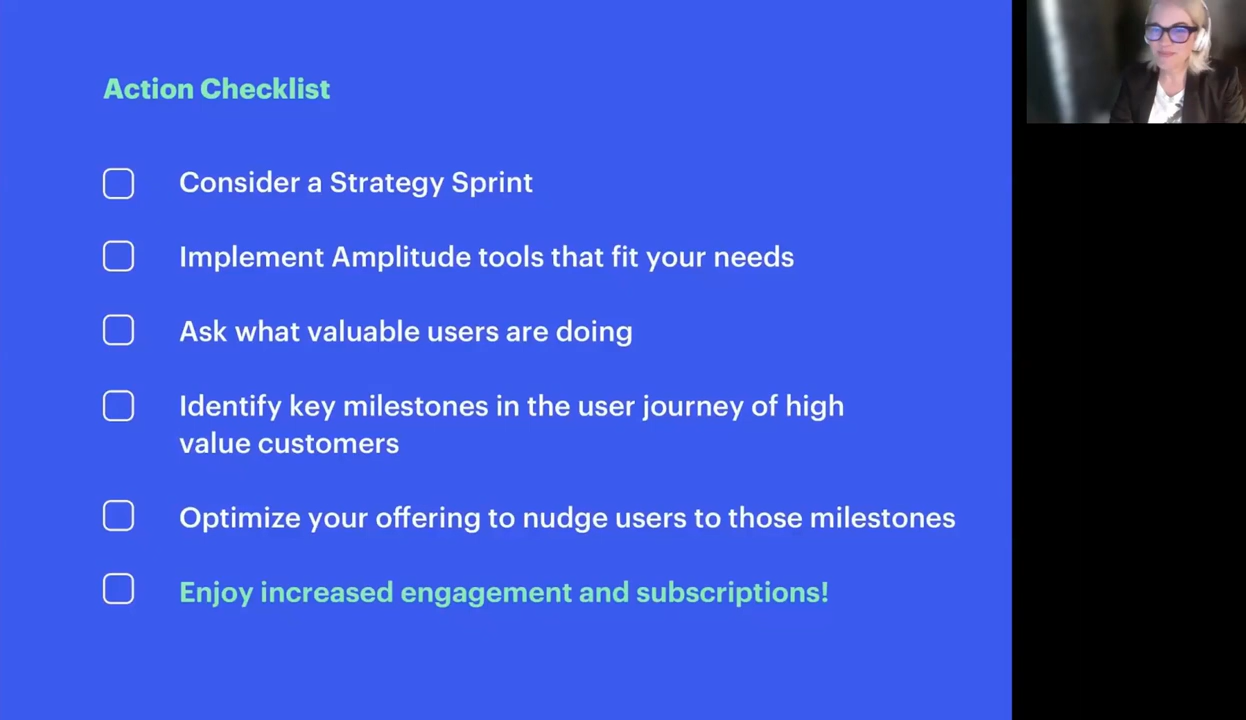 Action Checklist
Consider a Strategy Sprint
Implement Amplitude tools that fit your needs
Ask what valuable users are doing
Identify key milestones in the user journey of high
value customers
Optimize your offering to nudge users to those milestones
Enjoy increased engagement and subscriptions!